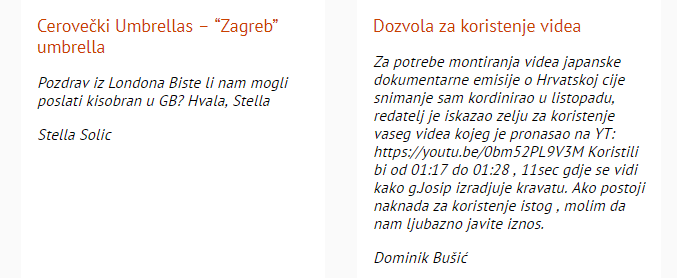 Cerovečki Umbrellas – “Zagreb”
umbrella
Pozdrav iz Londona Biste li nam mogli
poslati kisobran u GB? Hvala, Stella
Stella Solic
Dozvola za koristenje videa
Za potrebe montiranja videa japanske
dokumentarne emisije o Hrvatskoj cije
snimanje sam kordinirao u listopadu,
redatelj je iskazao zelju za koristenje
vaseg videa kojeg je pronasao na YT:
https://youtu.be/0bm52PL9V3M Koristili
bi od 01:17 do 01:28 , 11sec gdje se vidi
kako g.Josip izradjuje kravatu. Ako postoji
naknada za koristenje istog , molim da
nam ljubazno javite iznos.
Dominik Bušić